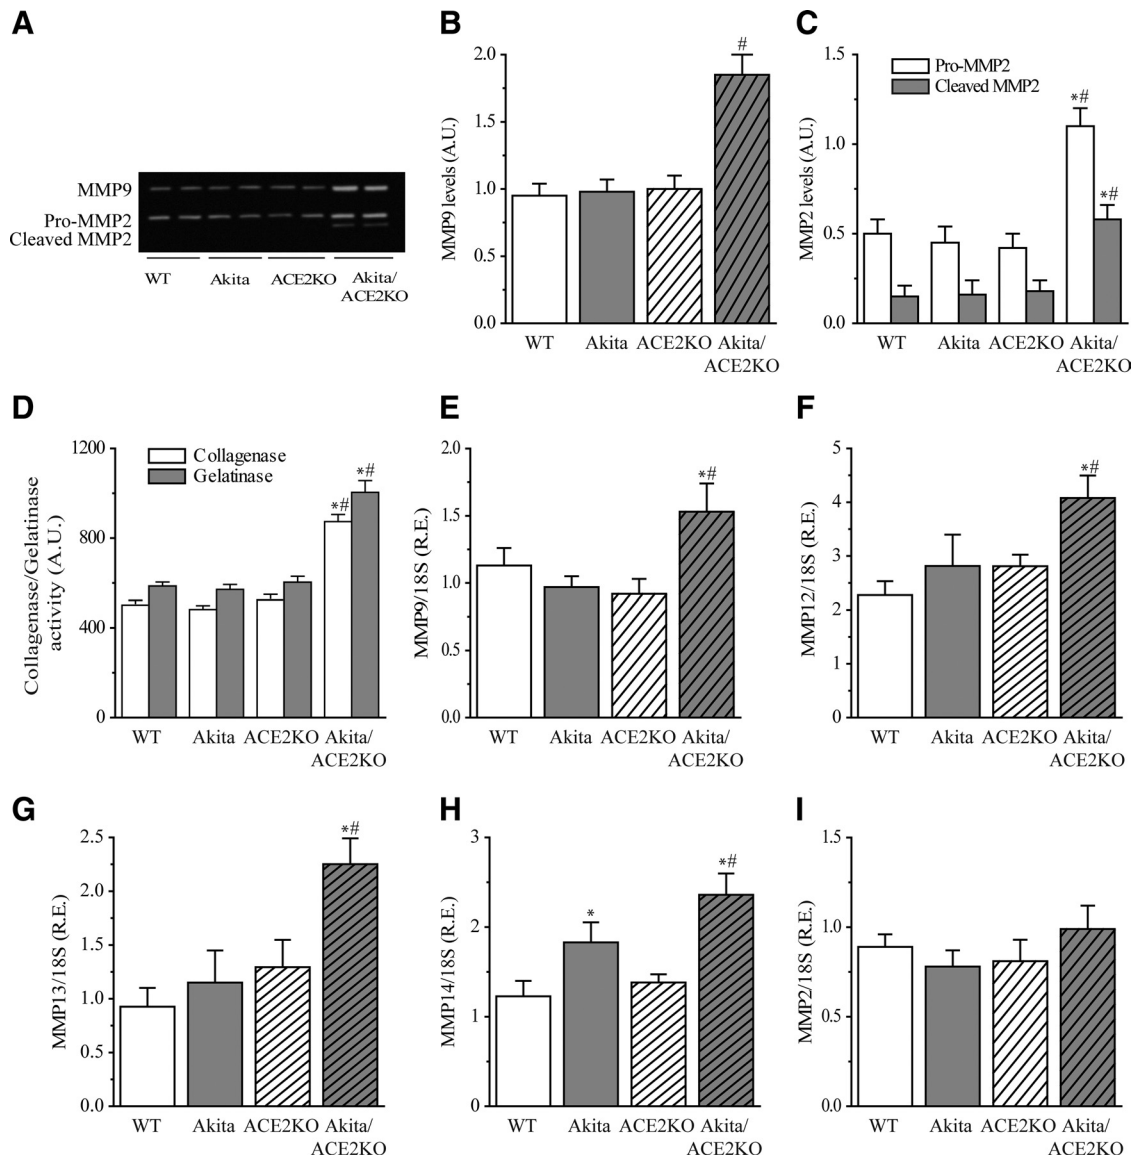 A
MMP9
Pro-MMP2
Cleaved MMP2
WT
Akita
ACE2KO
Akita/
ACE2KO
B
MMP9 levels (A.U.)
2.0
1.5
1.0
0.5
0.0
#
WT
Akita
ACE2KO
Akita/
ACE2KO
C
MMP2 levels (A.U.)
1.5
1.0
0.5
0.0
Pro-MMP2
Cleaved MMP2
*#
*#
WT
Akita
ACE2KO
Akita/
ACE2KO
D
Collagenase/Gelatinase
activity (A.U.)
1200
800
400
0
Collagenase
Gelatinase
*#
*#
WT
Akita
ACE2KO
Akita/
ACE2KO
E
MMP9/18S (R.E.)
2.0
1.5
1.0
0.5
0.0
*#
WT
Akita
ACE2KO
Akita/
ACE2KO
F
MMP12/18S (R.E.)
5
4
3
2
1
0
*#
WT
Akita
ACE2KO
Akita/
ACE2KO
G
MMP13/18S (R.E.)
2.5
2.0
1.5
1.0
0.5
0.0
*#
WT
Akita
ACE2KO
Akita/
ACE2KO
H
MMP14/18S (R.E.)
3
2
1
0
*
*#
WT
Akita
ACE2KO
Akita/
ACE2KO
I
MMP2/18S (R.E.)
1.5
1.0
0.5
0.0
WT
Akita
ACE2KO
Akita/
ACE2KO